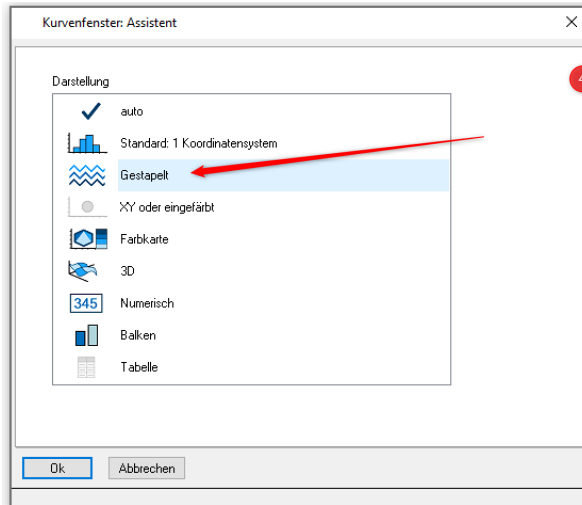 Kurvenfenster: Assistent
4
Darstellung
auto
Standard: 1 Koordinatensystem
Gestapelt
XY oder eingefärbt
Farbkarte
3D
345 Numerisch
Balken
Tabelle
Ok Abbrechen